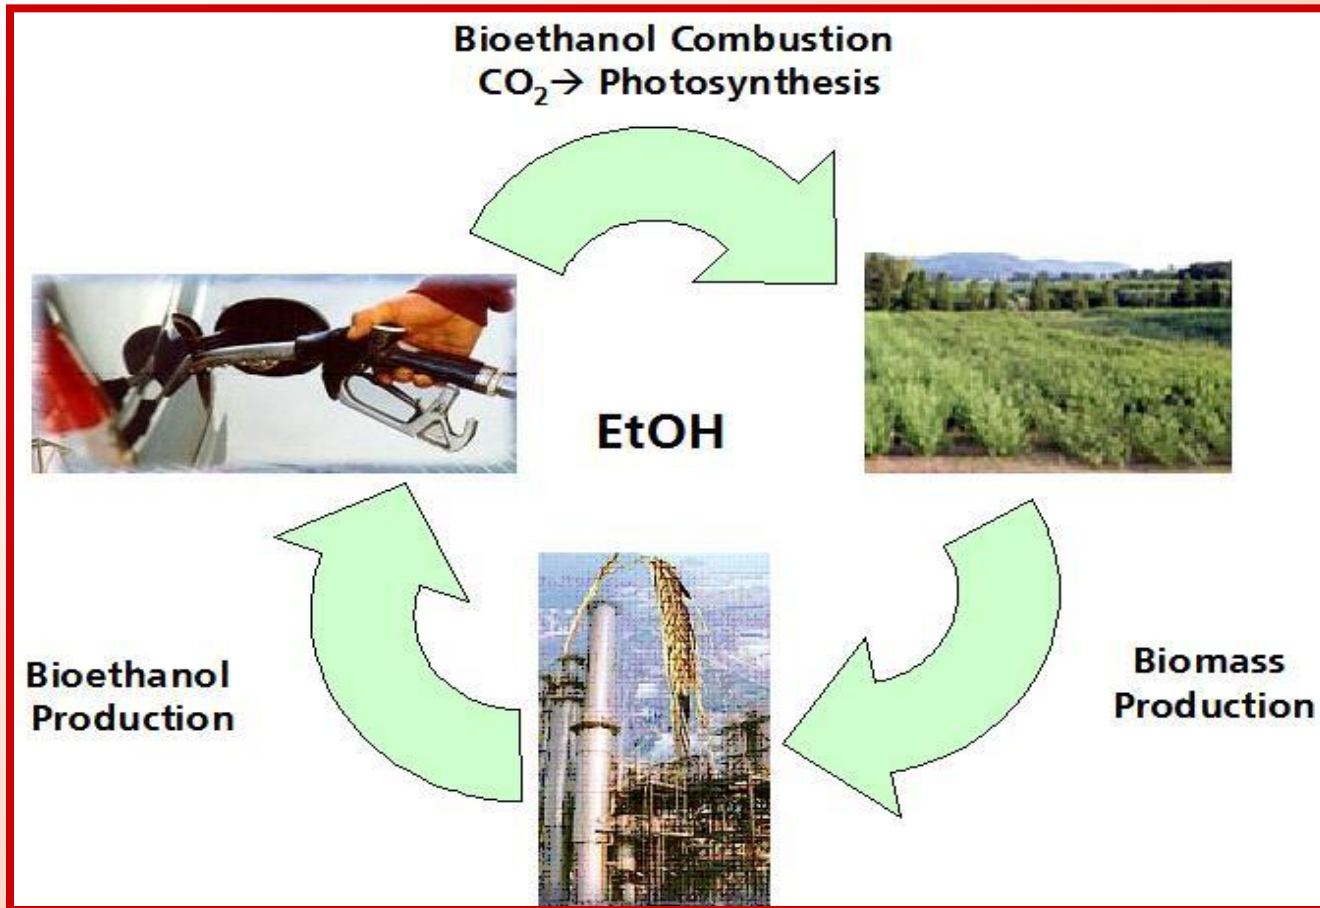 Bioethanol Combustion
CO₂→ Photosynthesis
EtOH
Bioethanol
Production
Biomass
Production